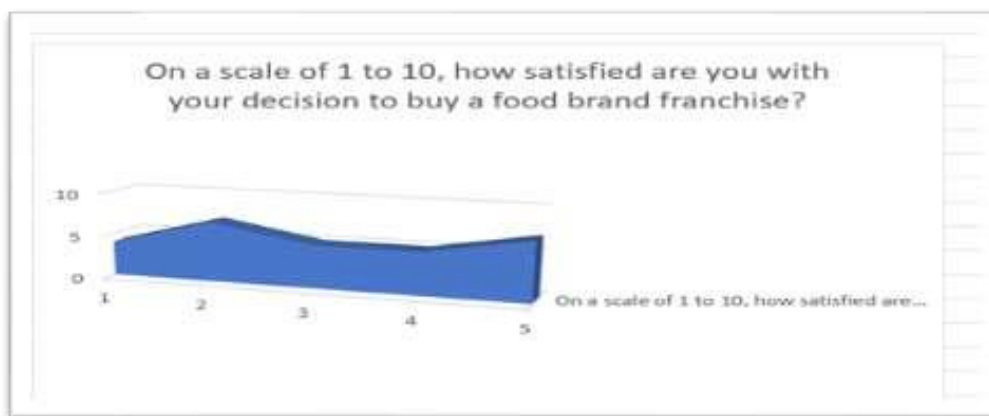 On a scale of 1 to 10, how satisfied are you with
your decision to buy a food brand franchise?
10
5
0
1
2
3
4
5
On a scale of 1 to 10, how satisfied are...